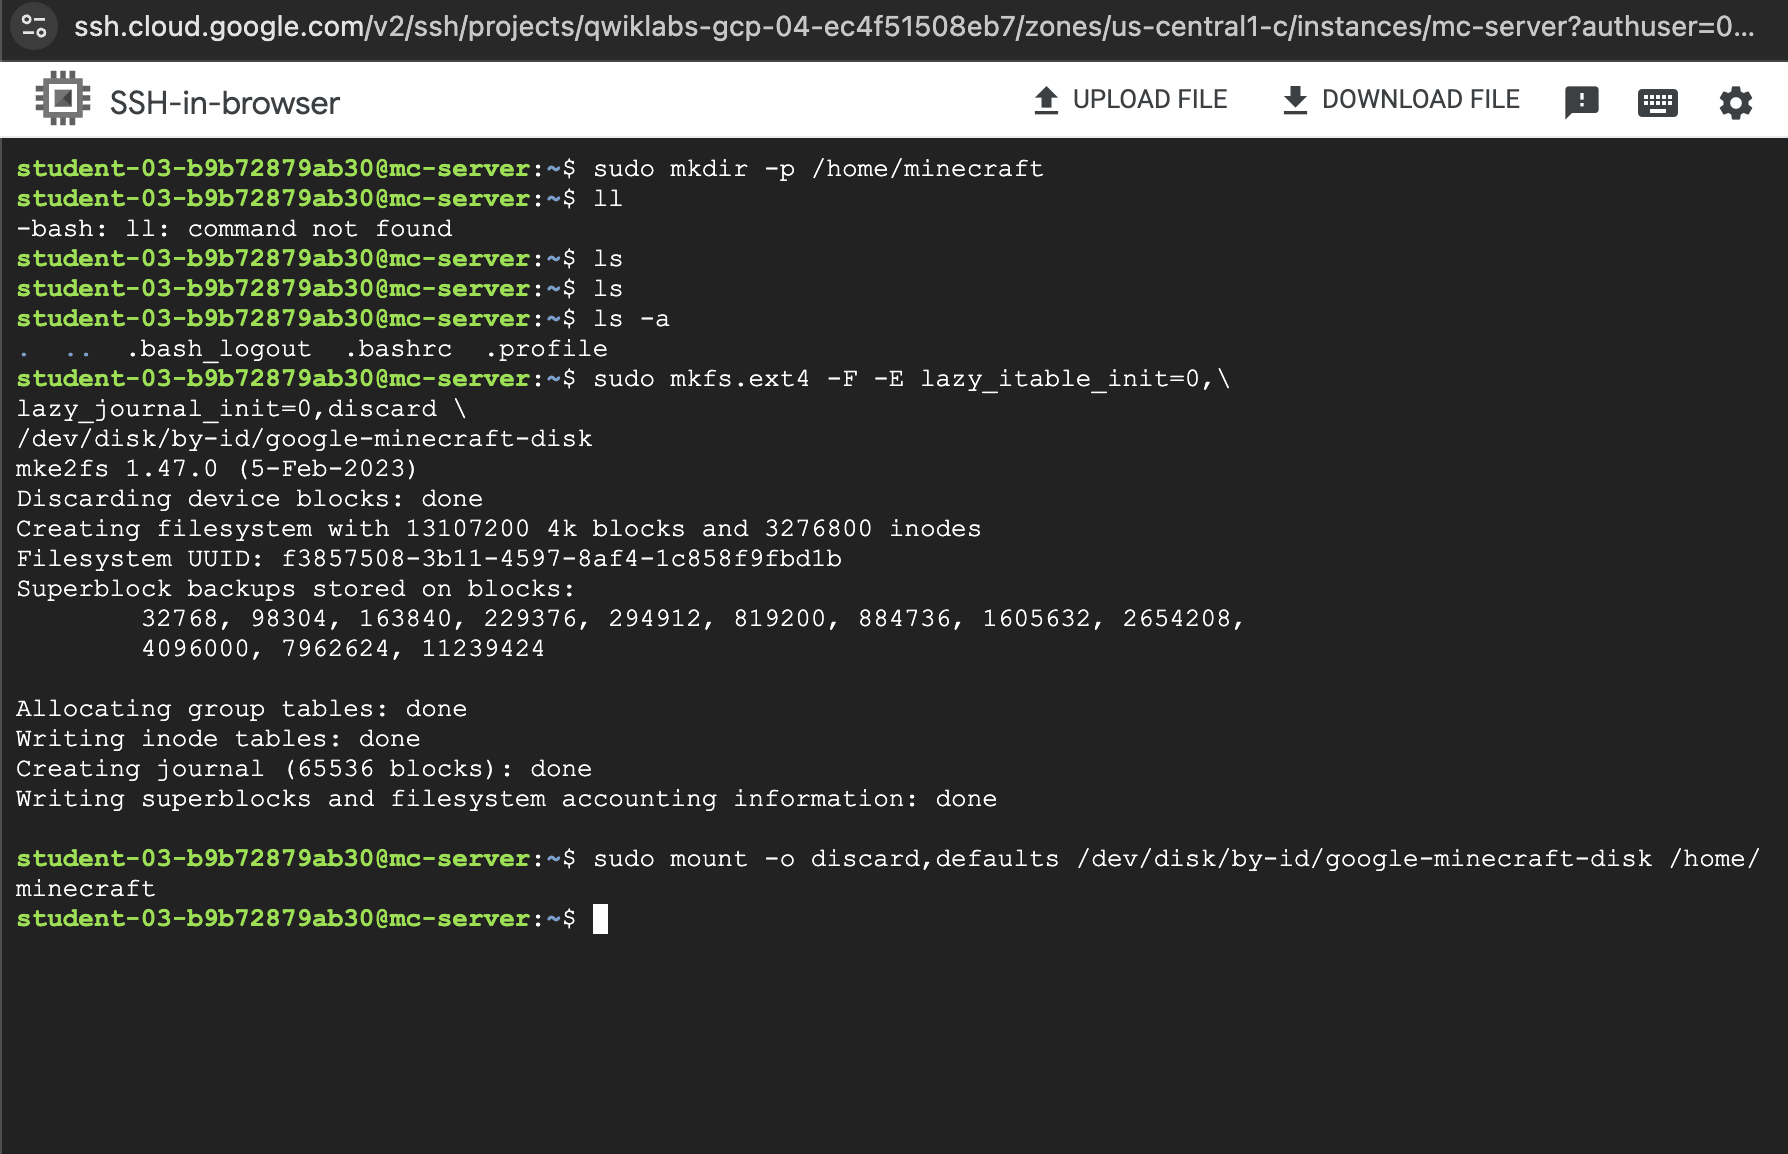 ssh.cloud.google.com/v2/ssh/projects/qwiklabs-gcp-04-ec4f51508eb7/zones/us-central1-c/instances/mc-server?authuser=0...
SSH-in-browser UPLOAD FILE DOWNLOAD FILE
student-03-b9b72879ab30@mc-server:~$ sudo mkdir -p /home/minecraft
student-03-b9b72879ab30@mc-server:~$ ll
-bash: ll: command not found
student-03-b9b72879ab30@mc-server:~$ ls
student-03-b9b72879ab30@mc-server:~$ ls
student-03-b9b72879ab30@mc-server:~$ ls -a
.  ..  .bash_logout  .bashrc  .profile
student-03-b9b72879ab30@mc-server:~$ sudo mkfs.ext4 -F -E lazy_itable_init=0,\
lazy_journal_init=0,discard \
/dev/disk/by-id/google-minecraft-disk
mke2fs 1.47.0 (5-Feb-2023)
Discarding device blocks: done
Creating filesystem with 13107200 4k blocks and 3276800 inodes
Filesystem UUID: f3857508-3b11-4597-8af4-1c858f9fbd1b
Superblock backups stored on blocks:
32768, 98304, 163840, 229376, 294912, 819200, 884736, 1605632, 2654208,
4096000, 7962624, 11239424
Allocating group tables: done
Writing inode tables: done
Creating journal (65536 blocks): done
Writing superblocks and filesystem accounting information: done
student-03-b9b72879ab30@mc-server:~$ sudo mount -o discard,defaults /dev/disk/by-id/google-minecraft-disk /home/
minecraft
student-03-b9b72879ab30@mc-server:~$